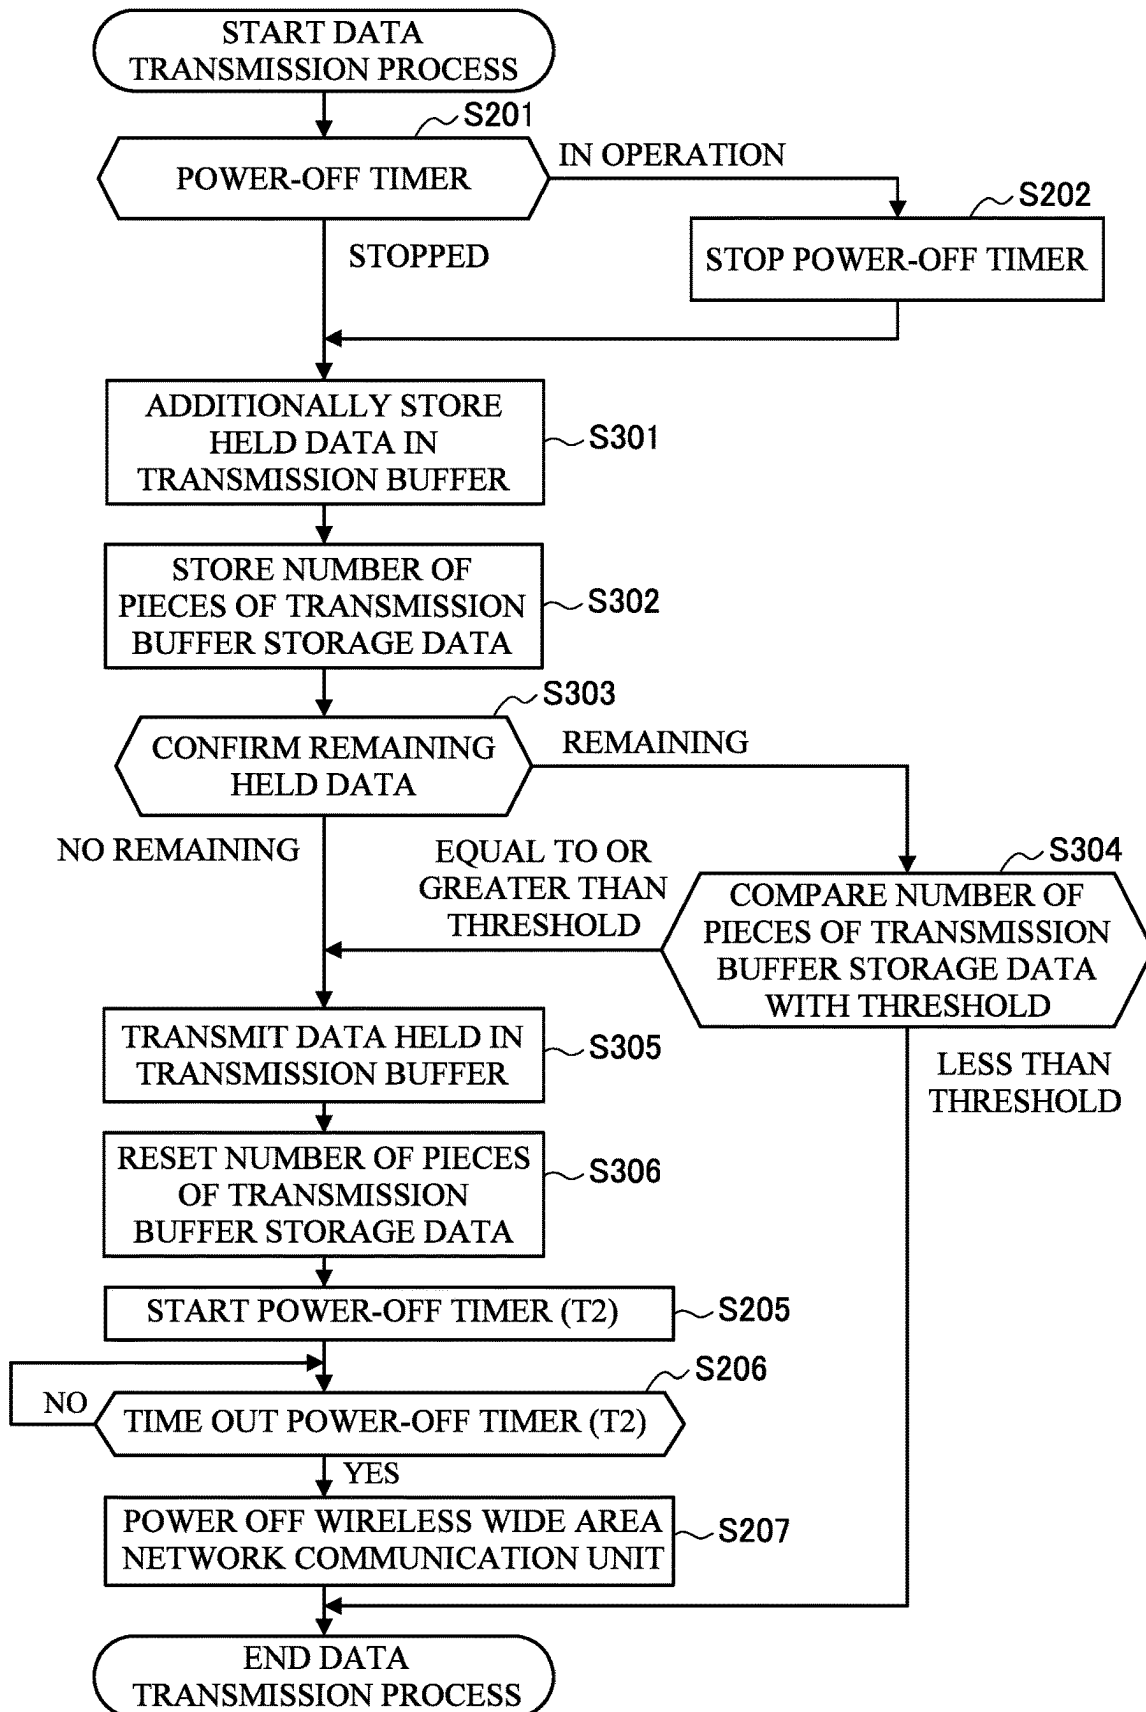 START DATA
TRANSMISSION PROCESS
S201
POWER-OFF TIMER
IN OPERATION
S202
STOP POWER-OFF TIMER
STOPPED
ADDITIONALLY STORE
HELD DATA IN
TRANSMISSION BUFFER
S301
STORE NUMBER OF
PIECES OF TRANSMISSION
BUFFER STORAGE DATA
S302
S303
CONFIRM REMAINING
HELD DATA
REMAINING
NO REMAINING
EQUAL TO OR
GREATER THAN
THRESHOLD
S304
COMPARE NUMBER OF
PIECES OF TRANSMISSION
BUFFER STORAGE DATA
WITH THRESHOLD
LESS THAN
THRESHOLD
TRANSMIT DATA HELD IN
TRANSMISSION BUFFER
S305
RESET NUMBER OF PIECES
OF TRANSMISSION
BUFFER STORAGE DATA
S306
START POWER-OFF TIMER (T2)
S205
S206
NO
TIME OUT POWER-OFF TIMER (T2)
YES
POWER OFF WIRELESS WIDE AREA
NETWORK COMMUNICATION UNIT
S207
END DATA
TRANSMISSION PROCESS